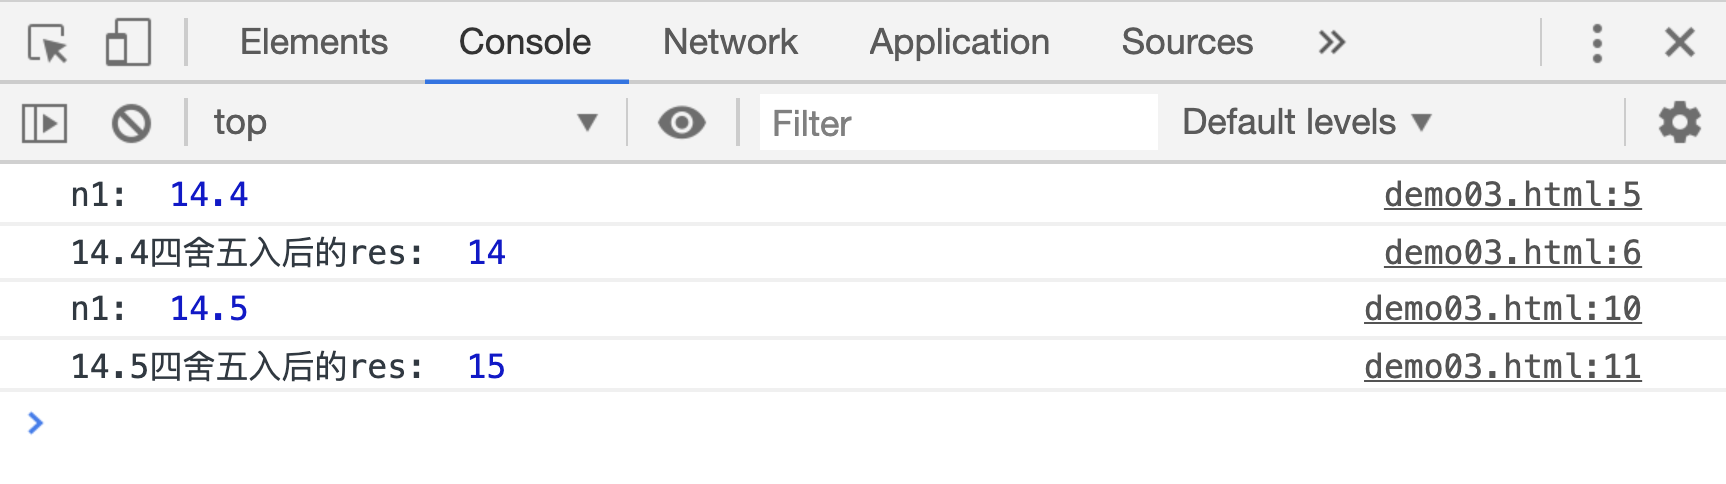 Elements Console Network Application Sources
top Filter Default levels
n1: 14.4 demo03.html:5
14.4四舍五入后的res: 14 demo03.html:6
n1: 14.5 demo03.html:10
14.5四舍五入后的res: 15 demo03.html:11